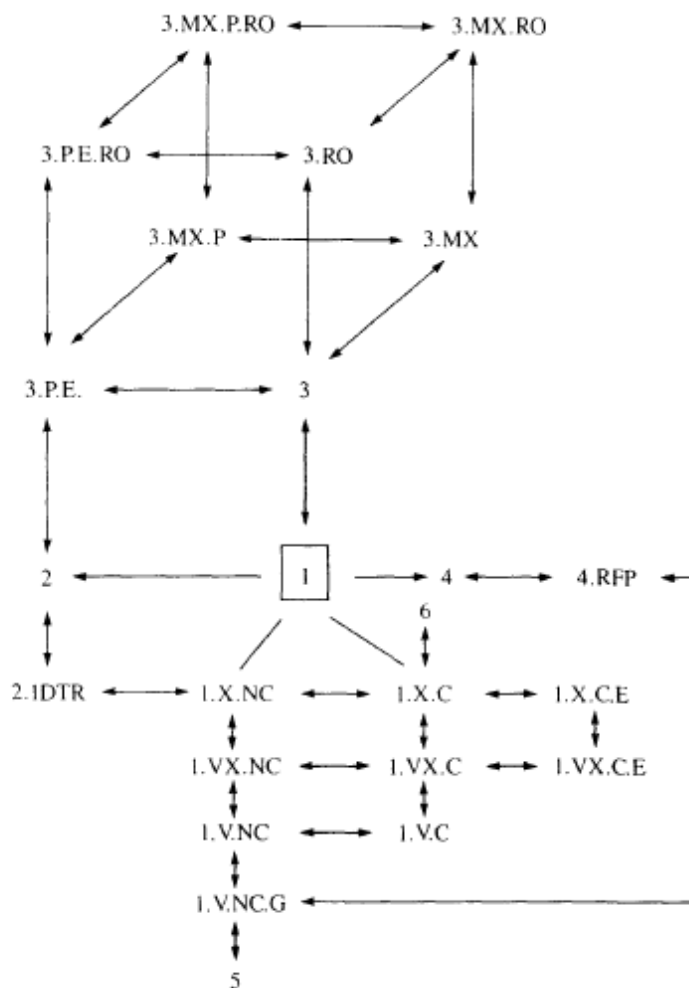 3.MX.P.RO 3.MX.RO
3.P.E.RO 3.RO
3.MX.P 3.MX
3.P.E. 3
2 1 4 4.RFP
6
2.1DTR 1.X.NC 1.X.C 1.X.C.E
1.VX.NC 1.VX.C 1.VX.C.E
1.V.NC 1.V.C
1.V.NC.G
5